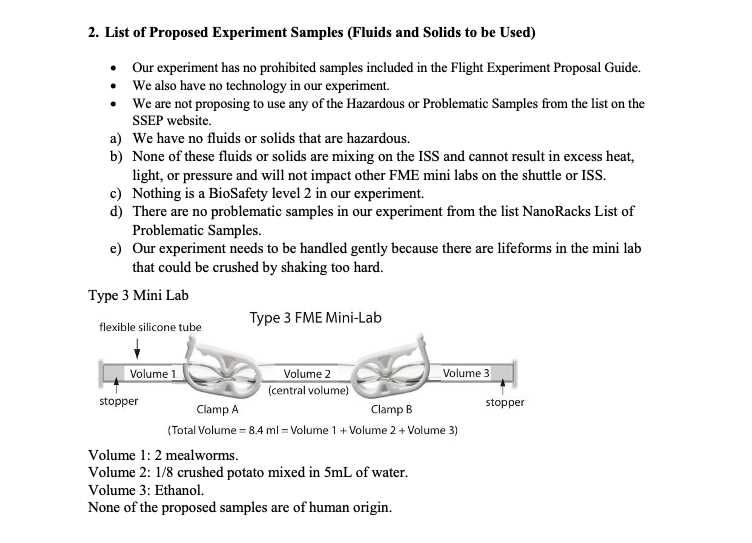 2. List of Proposed Experiment Samples (Fluids and Solids to be Used)
• Our experiment has no prohibited samples included in the Flight Experiment Proposal Guide.
• We also have no technology in our experiment.
• We are not proposing to use any of the Hazardous or Problematic Samples from the list on the
SSEP website.
a) We have no fluids or solids that are hazardous.
b) None of these fluids or solids are mixing on the ISS and cannot result in excess heat,
light, or pressure and will not impact other FME mini labs on the shuttle or ISS.
c) Nothing is a BioSafety level 2 in our experiment.
d) There are no problematic samples in our experiment from the list NanoRacks List of
Problematic Samples.
e) Our experiment needs to be handled gently because there are lifeforms in the mini lab
that could be crushed by shaking too hard.
Type 3 Mini Lab
Type 3 FME Mini-Lab
flexible silicone tube
Volume 1
Volume 2
(central volume)
Volume 3
stopper
Clamp A
Clamp B
stopper
(Total Volume = 8.4 ml = Volume 1 + Volume 2 + Volume 3)
Volume 1: 2 mealworms.
Volume 2: 1/8 crushed potato mixed in 5mL of water.
Volume 3: Ethanol.
None of the proposed samples are of human origin.